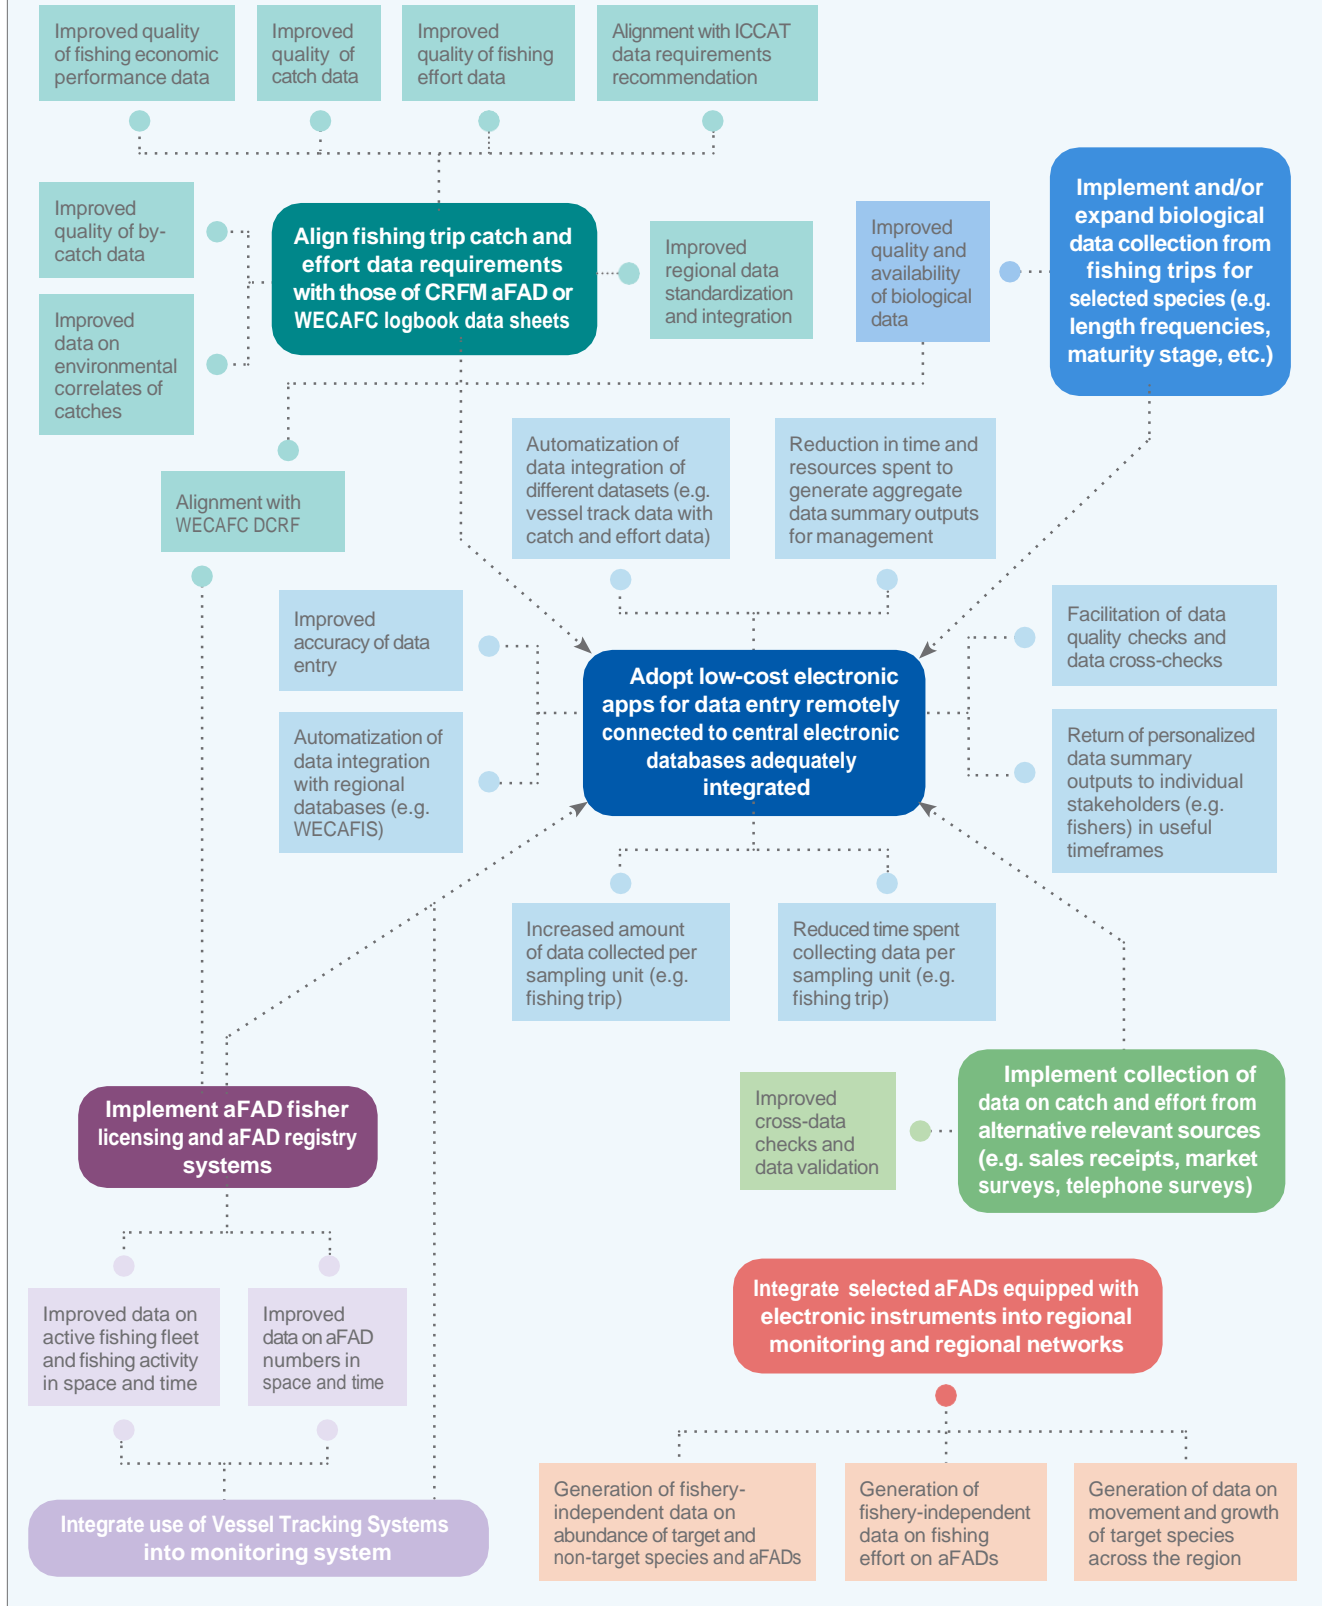 Improved quality
of fishing economic
performance data
Improved
quality of
catch data
Improved
quality of fishing
effort data
Alignment with ICCAT
data requirements
recommendation
Improved
quality of by-
catch data
Improved
data on
environmental
correlates of
catches
Align fishing trip catch and
effort data requirements
with those of CRFM aFAD or
WECAFC logbook data sheets
Improved
regional data
standardization
and integration
Improved
quality and
availability
of biological
data
Implement and/or
expand biological
data collection from
fishing trips for
selected species (e.g.
length frequencies,
maturity stage, etc.)
Alignment with
WECAFC DCRF
Automatization of
data integration of
different datasets (e.g.
vessel track data with
catch and effort data)
Reduction in time and
resources spent to
generate aggregate
data summary outputs
for management
Improved
accuracy of data
entry
Automatization of
data integration
with regional
databases (e.g.
WECAFIS)
Adopt low-cost electronic
apps for data entry remotely
connected to central electronic
databases adequately
integrated
Facilitation of data
quality checks and
data cross-checks
Return of personalized
data summary
outputs to individual
stakeholders (e.g.
fishers) in useful
timeframes
Increased amount
of data collected per
sampling unit (e.g.
fishing trip)
Reduced time spent
collecting data per
sampling unit (e.g.
fishing trip)
Implement aFAD fisher
licensing and aFAD registry
systems
Improved
cross-data
checks and
data validation
Implement collection of
data on catch and effort from
alternative relevant sources
(e.g. sales receipts, market
surveys, telephone surveys)
Improved data on
active fishing fleet
and fishing activity
in space and time
Improved
data on aFAD
numbers in
space and time
Integrate selected aFADs equipped with
electronic instruments into regional
monitoring and regional networks
Integrate use of Vessel Tracking Systems
into monitoring system
Generation of fishery-
independent data on
abundance of target and
non-target species and aFADs
Generation of
fishery-independent
data on fishing
effort on aFADs
Generation of data on
movement and growth
of target species
across the region